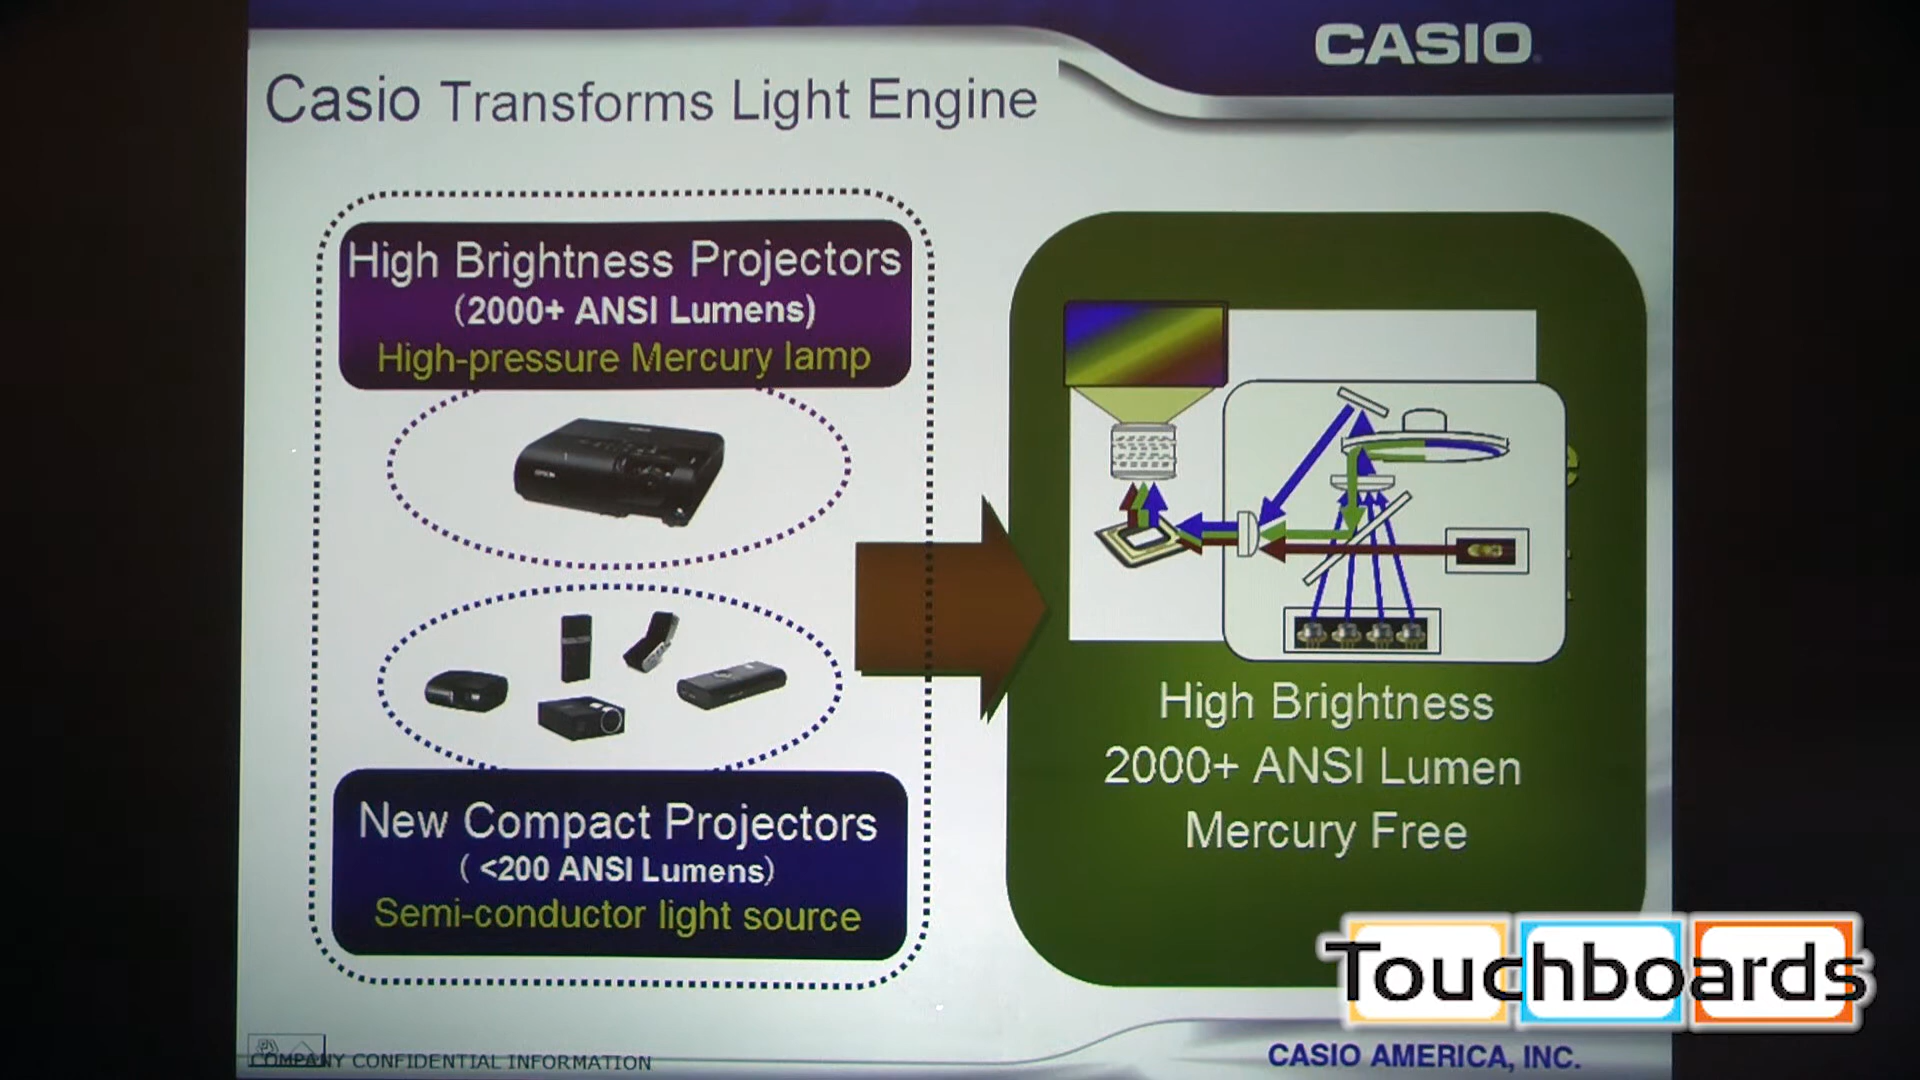 CASIO
Casio Transforms Light Engine
High Brightness Projectors
(2000+ ANSI Lumens)
High-pressure Mercury lamp
EPSON
New Compact Projectors
( <200 ANSI Lumens)
Semi-conductor light source
High Brightness
2000+ ANSI Lumen
Mercury Free
Touchboards
COMPANY CONFIDENTIAL INFORMATION
CASIO AMERICA, INC.